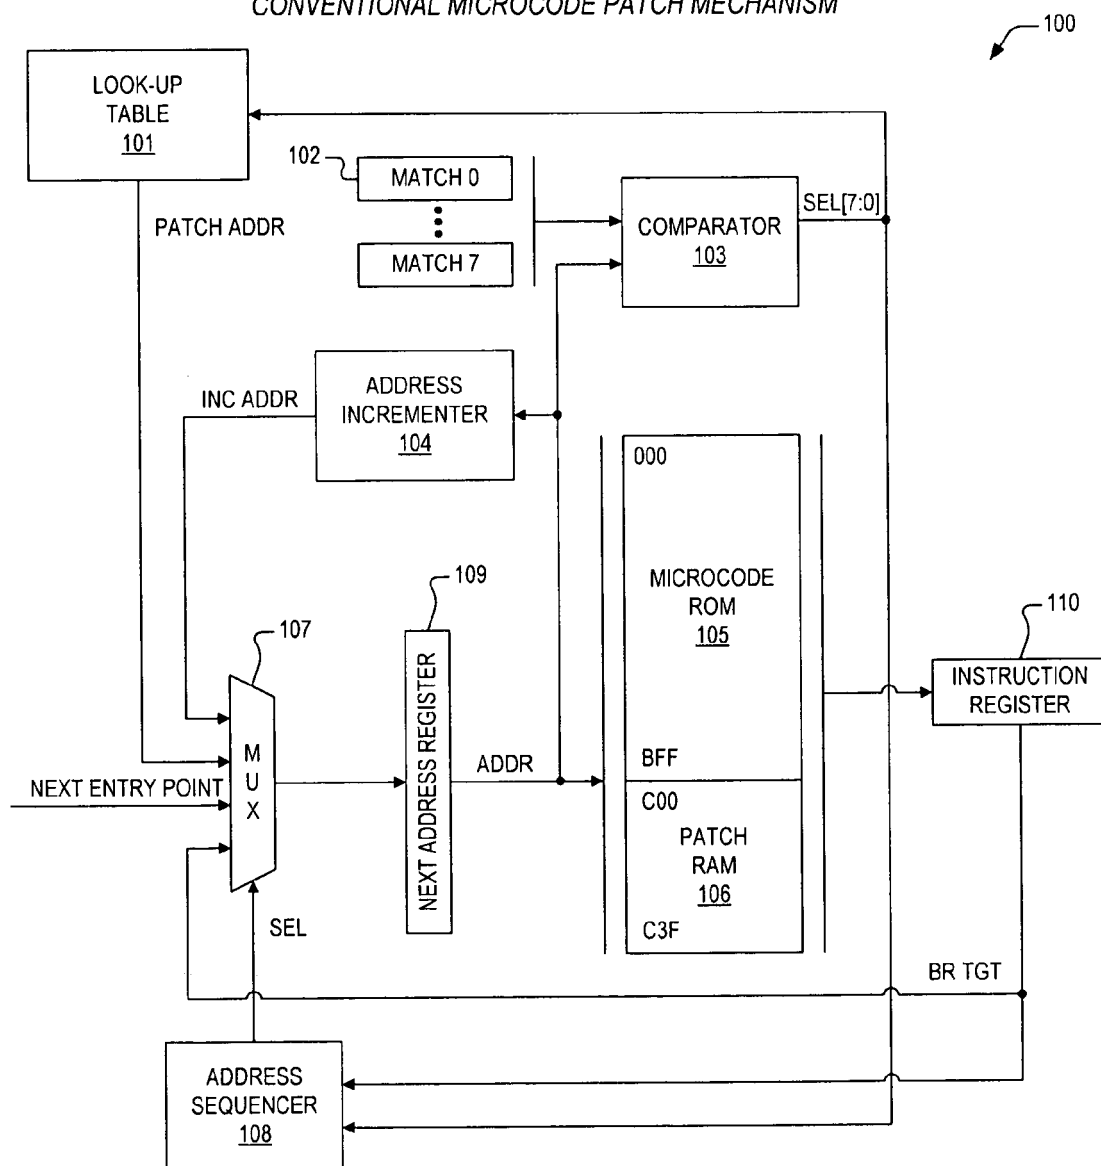 CONVENTIONAL MICROCODE PATCH MECHANISM
100
LOOK-UP
TABLE
101
102
MATCH 0
MATCH 7
PATCH ADDR
COMPARATOR
103
SEL[7:0]
INC ADDR
ADDRESS
INCREMENTER
104
000
MICROCODE
ROM
105
BFF
C00
PATCH
RAM
106
C3F
107
109
110
INSTRUCTION
REGISTER
NEXT ENTRY POINT
M
U
X
NEXT ADDRESS REGISTER
ADDR
SEL
BR TGT
ADDRESS
SEQUENCER
108